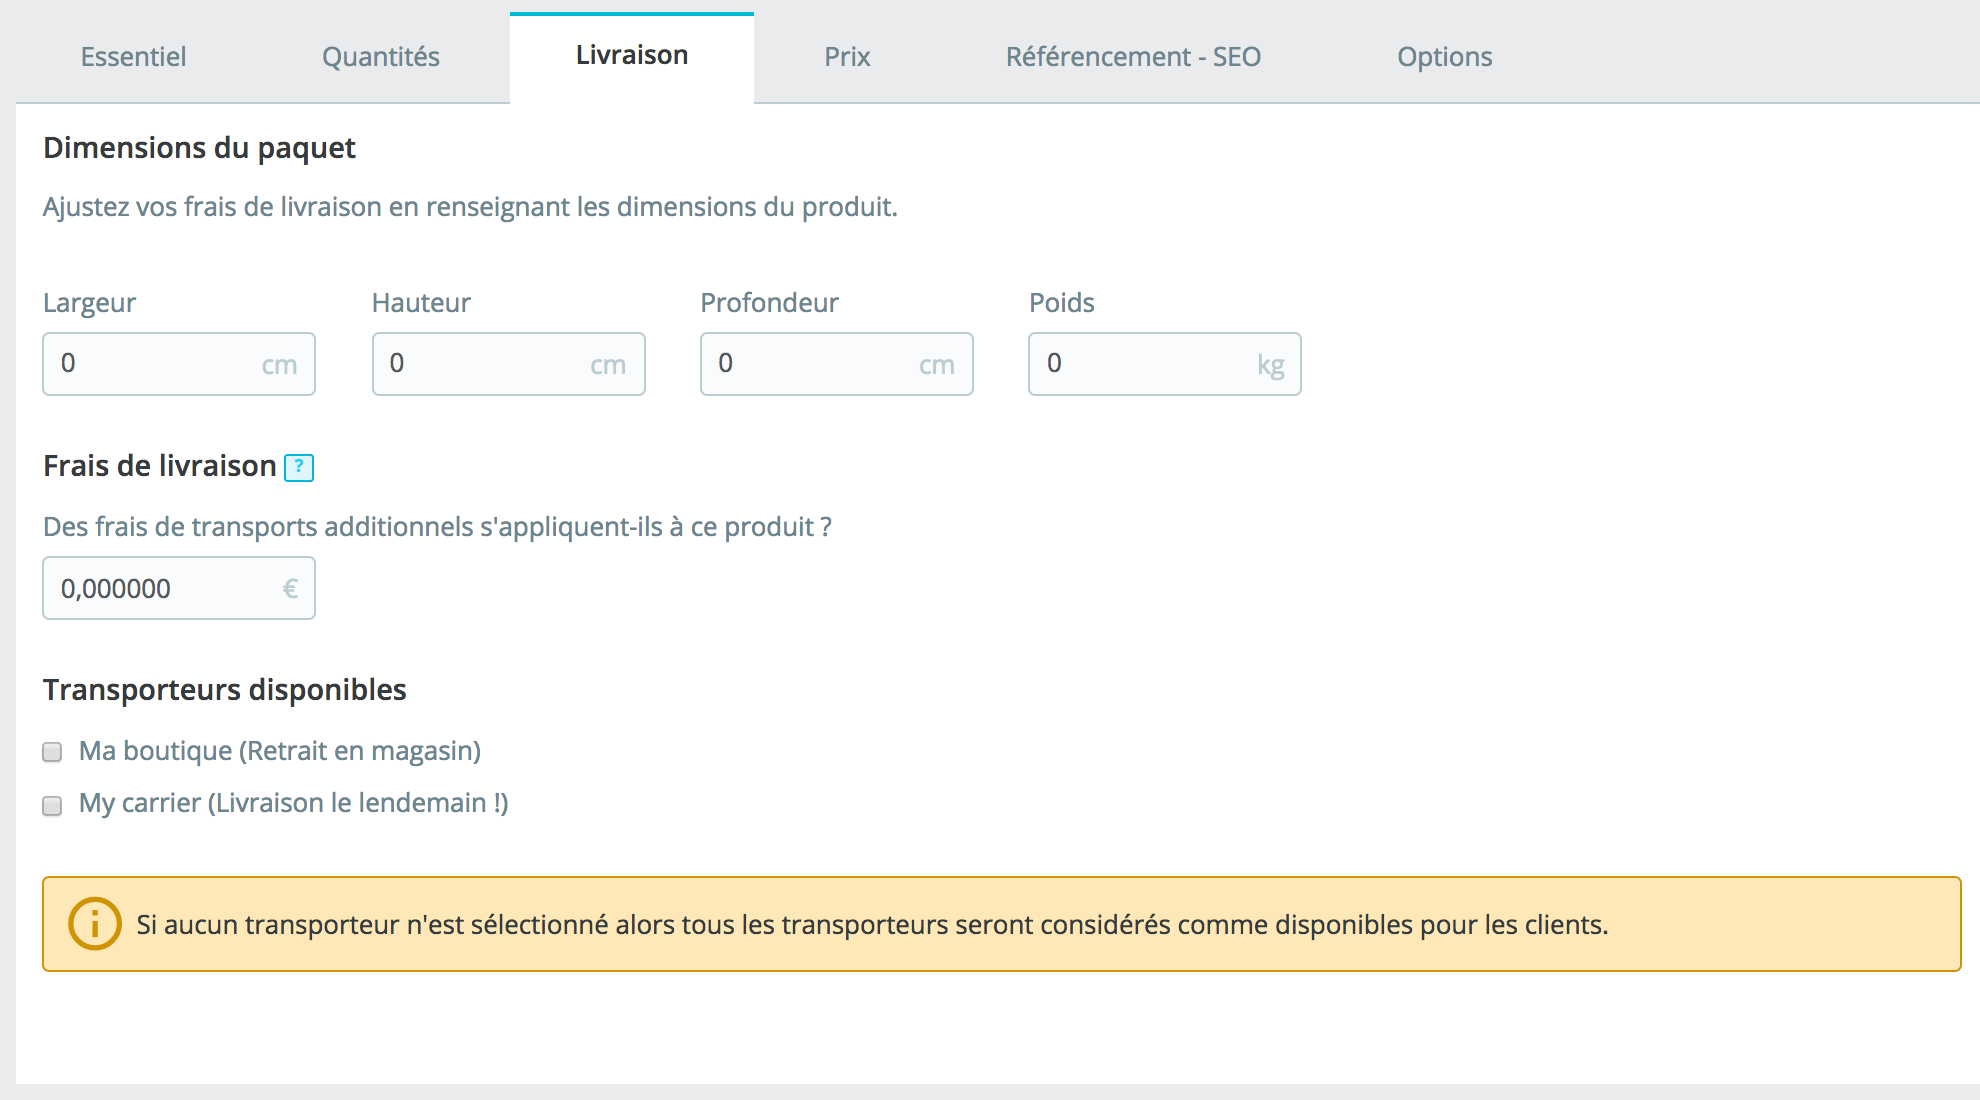 Essentiel Quantités Livraison Prix Référencement - SEO Options
Dimensions du paquet
Ajustez vos frais de livraison en renseignant les dimensions du produit.
Largeur Hauteur Profondeur Poids
0 cm 0 cm 0 cm 0 kg
Frais de livraison ?
Des frais de transports additionnels s'appliquent-ils à ce produit ?
0,000000 €
Transporteurs disponibles
Ma boutique (Retrait en magasin)
My carrier (Livraison le lendemain !)
Si aucun transporteur n'est sélectionné alors tous les transporteurs seront considérés comme disponibles pour les clients.